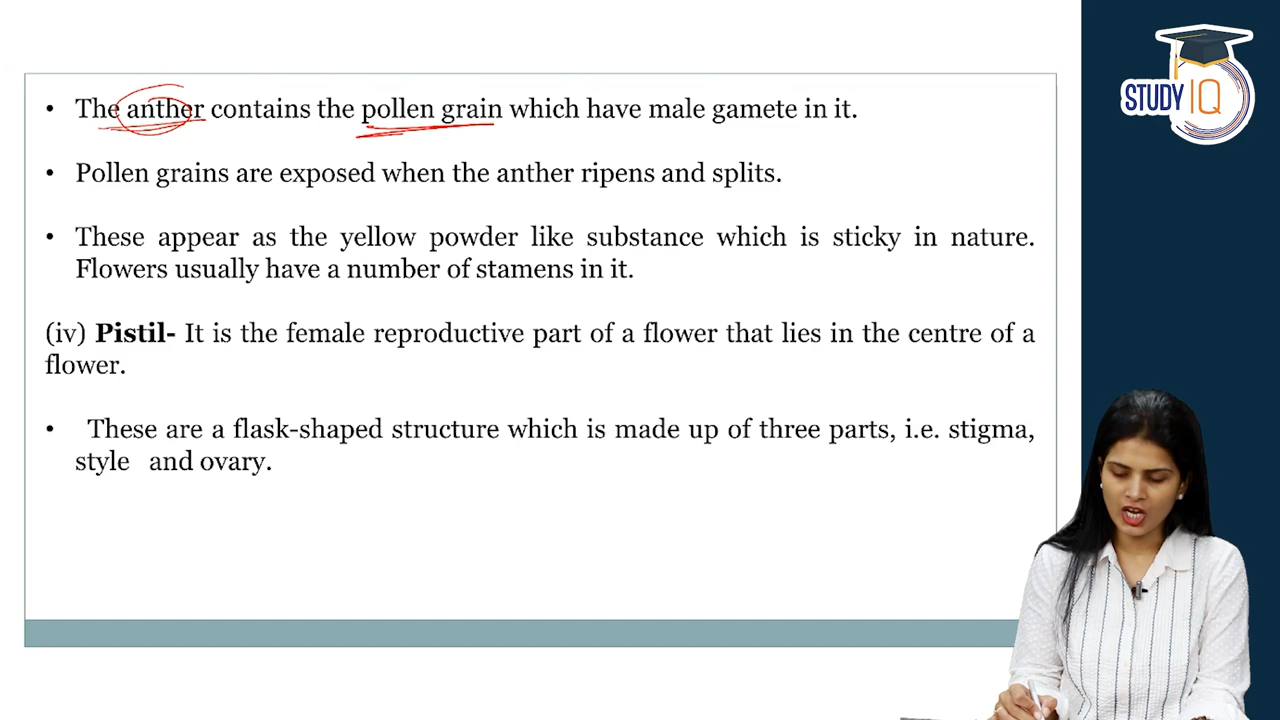 • The anther contains the pollen grain which have male gamete in it.
• Pollen grains are exposed when the anther ripens and splits.
• These appear as the yellow powder like substance which is sticky in nature.
Flowers usually have a number of stamens in it.
(iv) Pistil- It is the female reproductive part of a flower that lies in the centre of a
flower.
• These are a flask-shaped structure which is made up of three parts, i.e. stigma,
style and ovary.
STUDY IQ